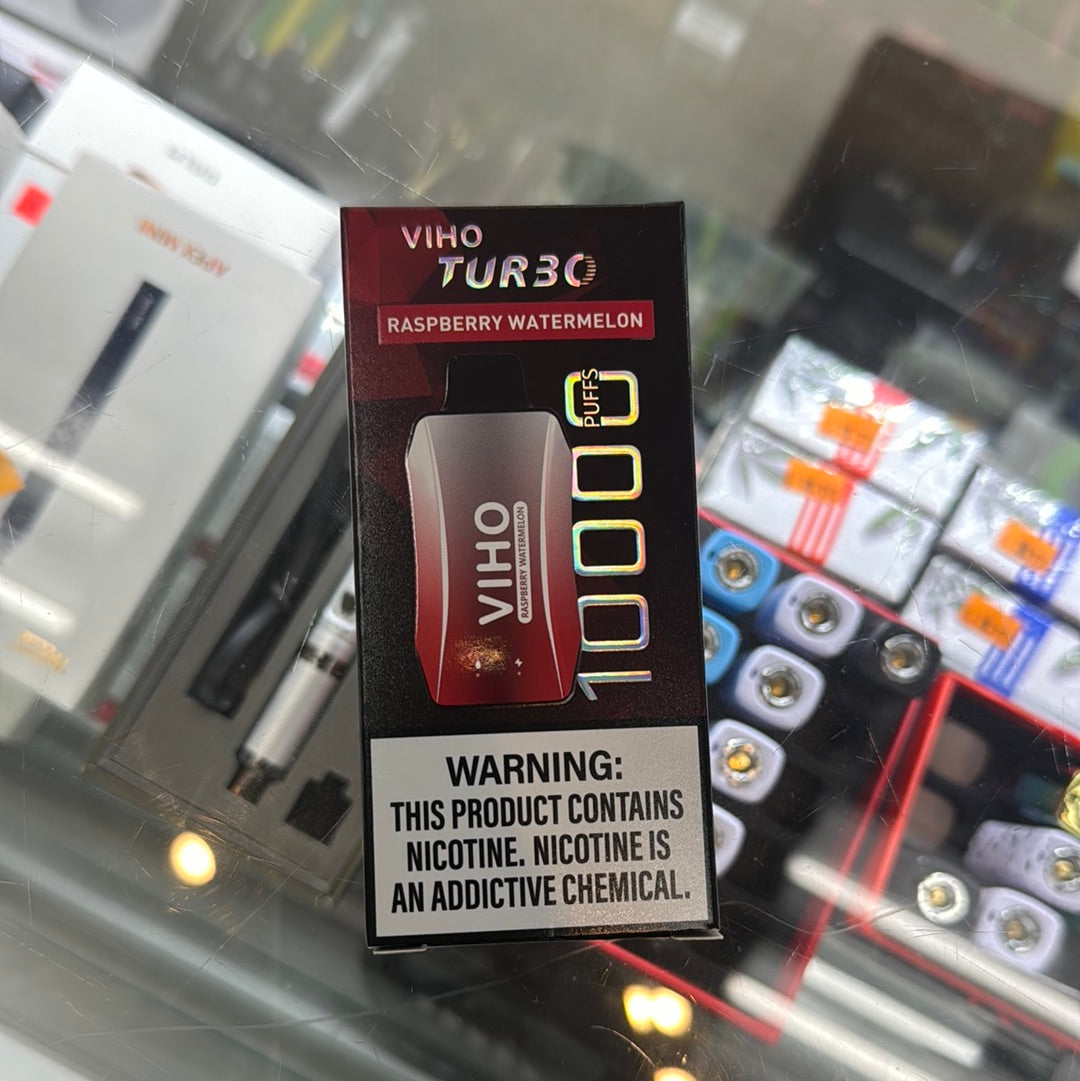 VIHO
TURBO
RASPBERRY WATERMELON
10000
PUFFS
VIHO
RASPBERRY WATERMELON
WARNING:
THIS PRODUCT CONTAINS
NICOTINE. NICOTINE IS
AN ADDICTIVE CHEMICAL.
APEX MINI